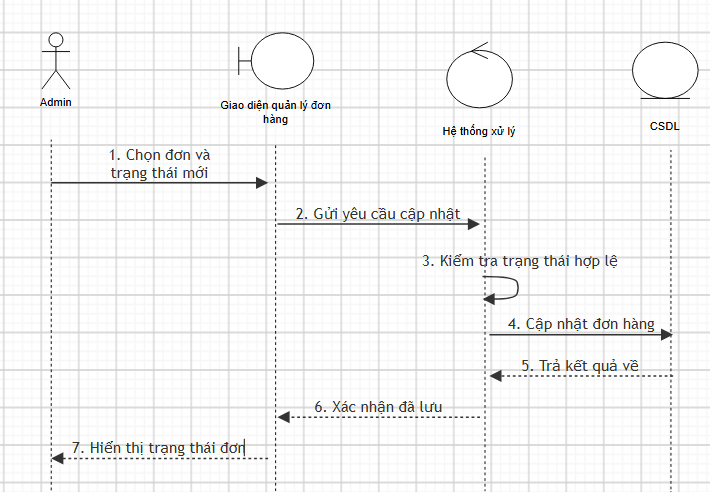 Admin
Giao diện quản lý đơn
hàng
Hệ thống xử lý
CSDL
1. Chọn đơn và
trạng thái mới
2. Gửi yêu cầu cập nhật
3. Kiểm tra trạng thái hợp lệ
4. Cập nhật đơn hàng
5. Trả kết quả về
6. Xác nhận đã lưu
7. Hiển thị trạng thái đơn